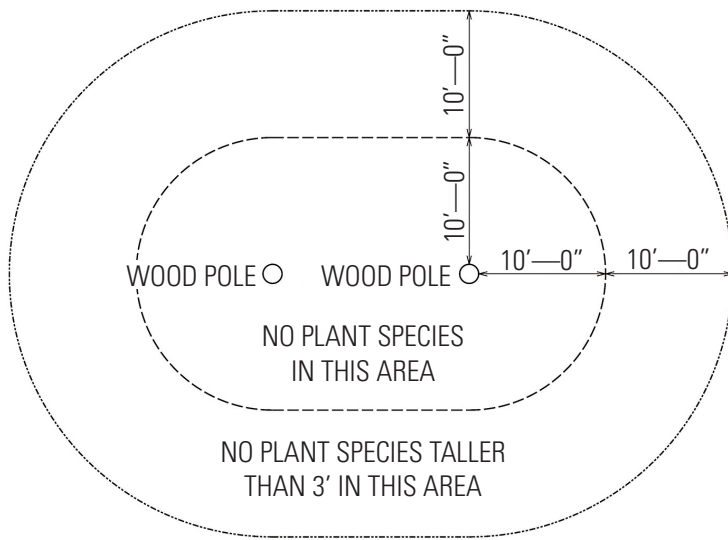 10'—0"
10'—0"
WOOD POLE
WOOD POLE
10'—0"
10'—0"
NO PLANT SPECIES
IN THIS AREA
NO PLANT SPECIES TALLER
THAN 3' IN THIS AREA